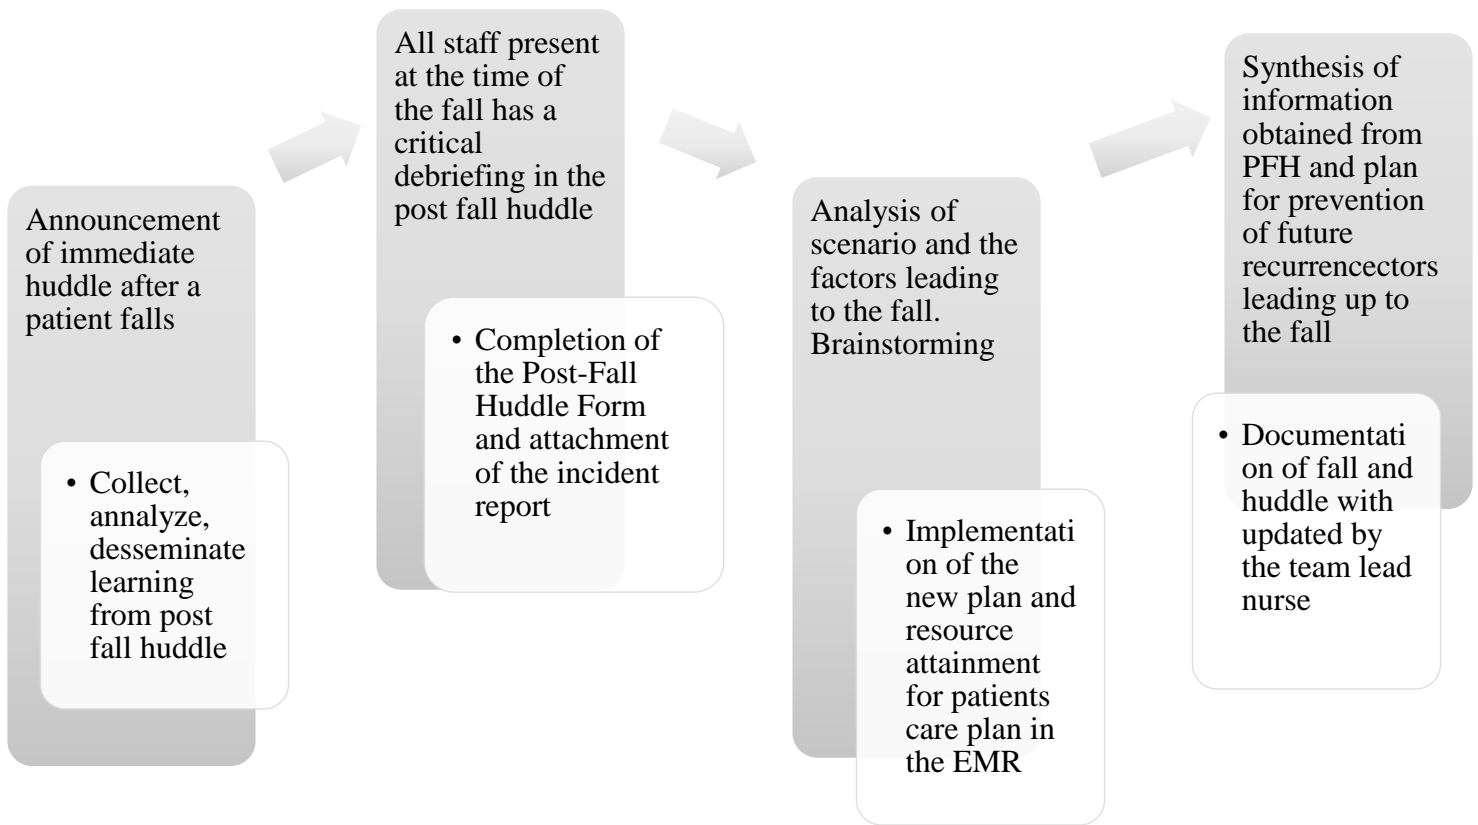 Announcement
of immediate
huddle after a
patient falls
• Collect,
annalyze,
desseminate
learning
from post
fall huddle
All staff present
at the time of
the fall has a
critical
debriefing in the
post fall huddle
• Completion of
the Post-Fall
Huddle Form
and attachment
of the incident
report
Analysis of
scenario and the
factors leading
to the fall.
Brainstorming
• Implementati
on of the
new plan and
resource
attainment
for patients
care plan in
the EMR
Synthesis of
information
obtained from
PFH and plan
for prevention
of future
recurrencectors
leading up to
the fall
• Documentati
on of fall and
huddle with
updated by
the team lead
nurse